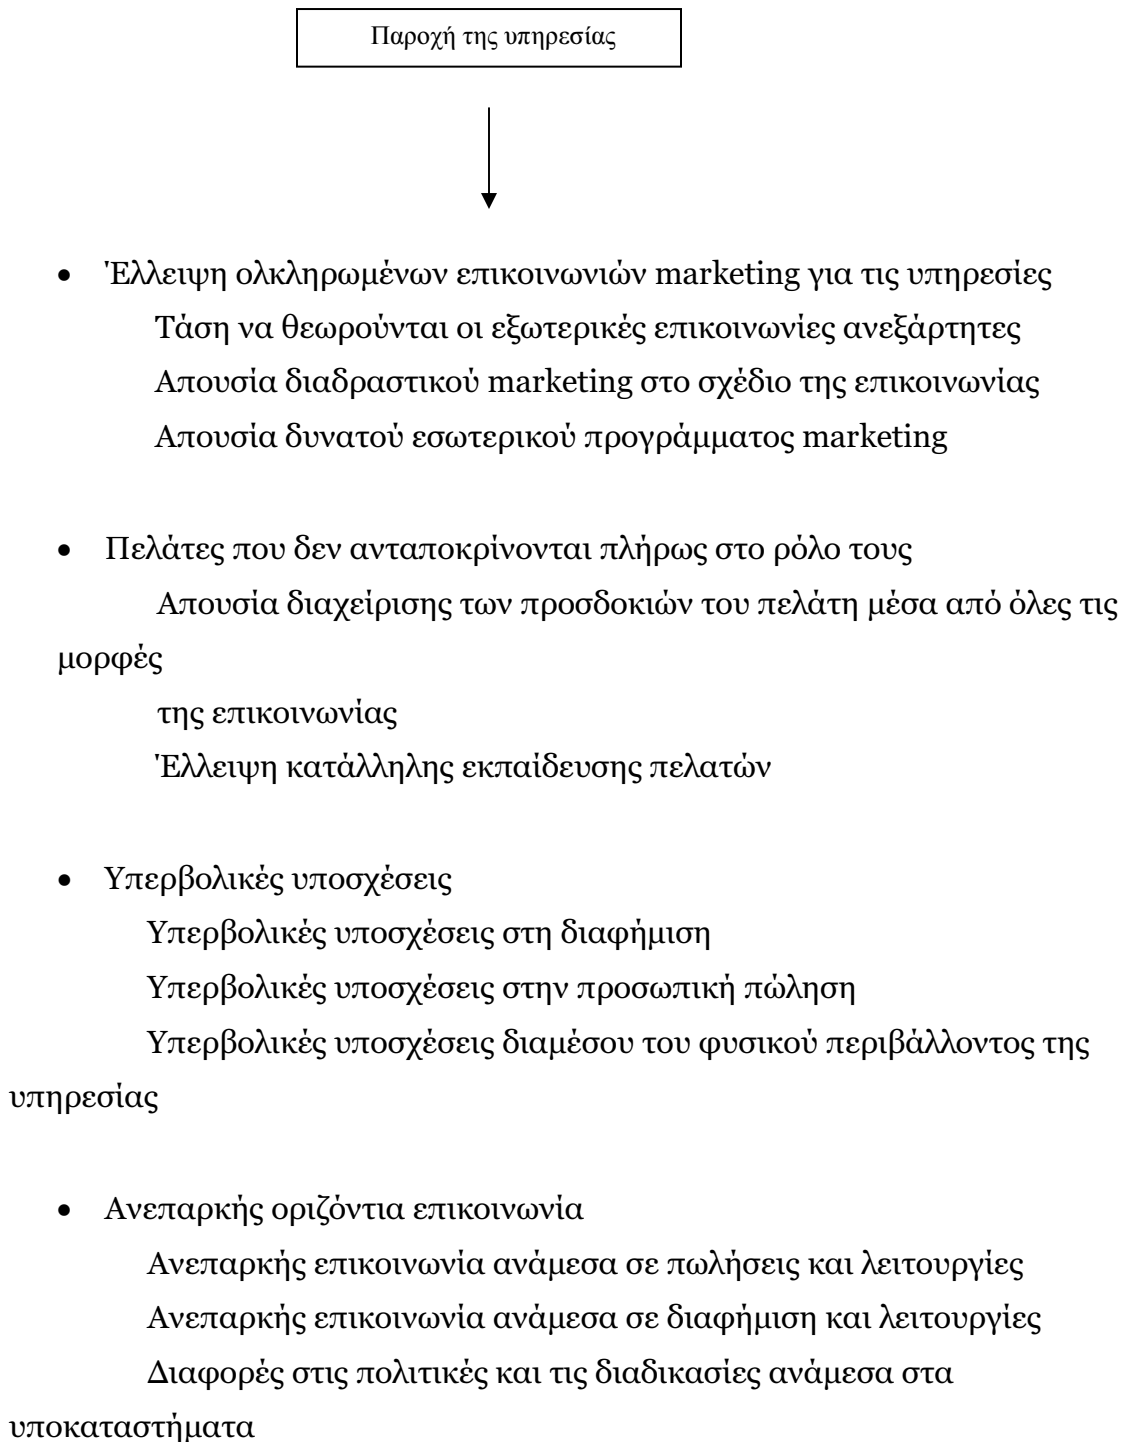 Παροχή της υπηρεσίας
• Έλλειψη ολκληρωμένων επικοινωνιών marketing για τις υπηρεσίες
Τάση να θεωρούνται οι εξωτερικές επικοινωνίες ανεξάρτητες
Απουσία διαδραστικού marketing στο σχέδιο της επικοινωνίας
Απουσία δυνατού εσωτερικού προγράμματος marketing
• Πελάτες που δεν ανταποκρίνονται πλήρως στο ρόλο τους
Απουσία διαχείρισης των προσδοκιών του πελάτη μέσα από όλες τις
μορφές
της επικοινωνίας
Έλλειψη κατάλληλης εκπαίδευσης πελατών
• Υπερβολικές υποσχέσεις
Υπερβολικές υποσχέσεις στη διαφήμιση
Υπερβολικές υποσχέσεις στην προσωπική πώληση
Υπερβολικές υποσχέσεις διαμέσου του φυσικού περιβάλλοντος της
υπηρεσίας
• Ανεπαρκής οριζόντια επικοινωνία
Ανεπαρκής επικοινωνία ανάμεσα σε πωλήσεις και λειτουργίες
Ανεπαρκής επικοινωνία ανάμεσα σε διαφήμιση και λειτουργίες
Διαφορές στις πολιτικές και τις διαδικασίες ανάμεσα στα
υποκαταστήματα